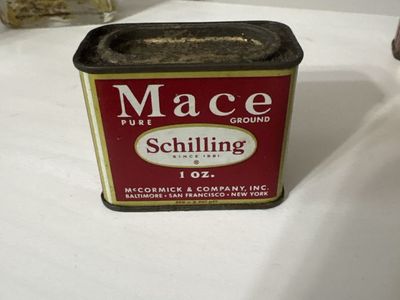 Mace
PURE GROUND
Schilling
SINCE 1881
®
1 OZ.
McCORMICK & COMPANY, INC.
BALTIMORE • SAN FRANCISCO • NEW YORK